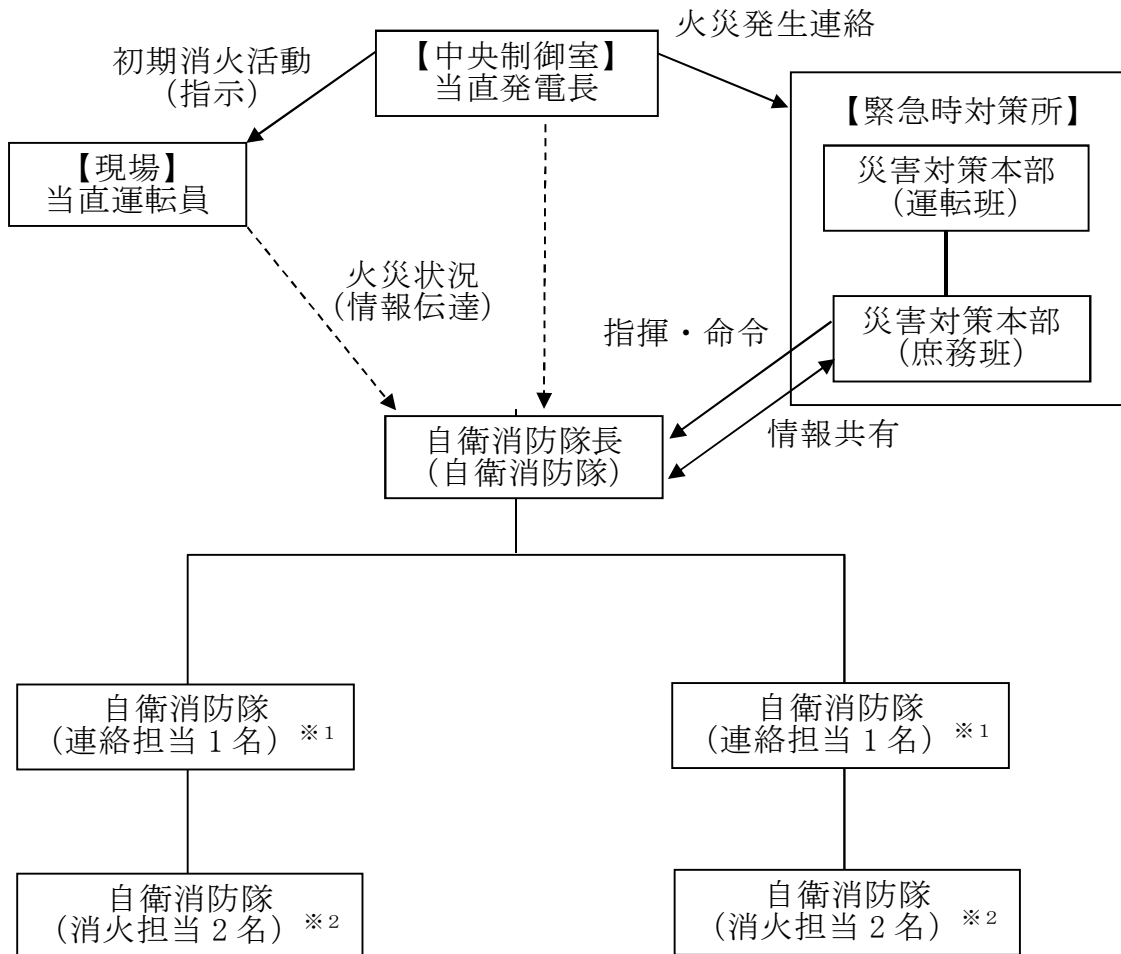 火災発生連絡
【中央制御室】
当直発電長
初期消火活動
(指示)
【緊急時対策所】
【現場】
当直運転員
災害対策本部
(運転班)
火災状況
(情報伝達)
災害対策本部
(庶務班)
指揮・命令
情報共有
自衛消防隊長
(自衛消防隊)
自衛消防隊
(連絡担当1名)※1
自衛消防隊
(連絡担当1名)※1
自衛消防隊
(消火担当2名)※2
自衛消防隊
(消火担当2名)※2